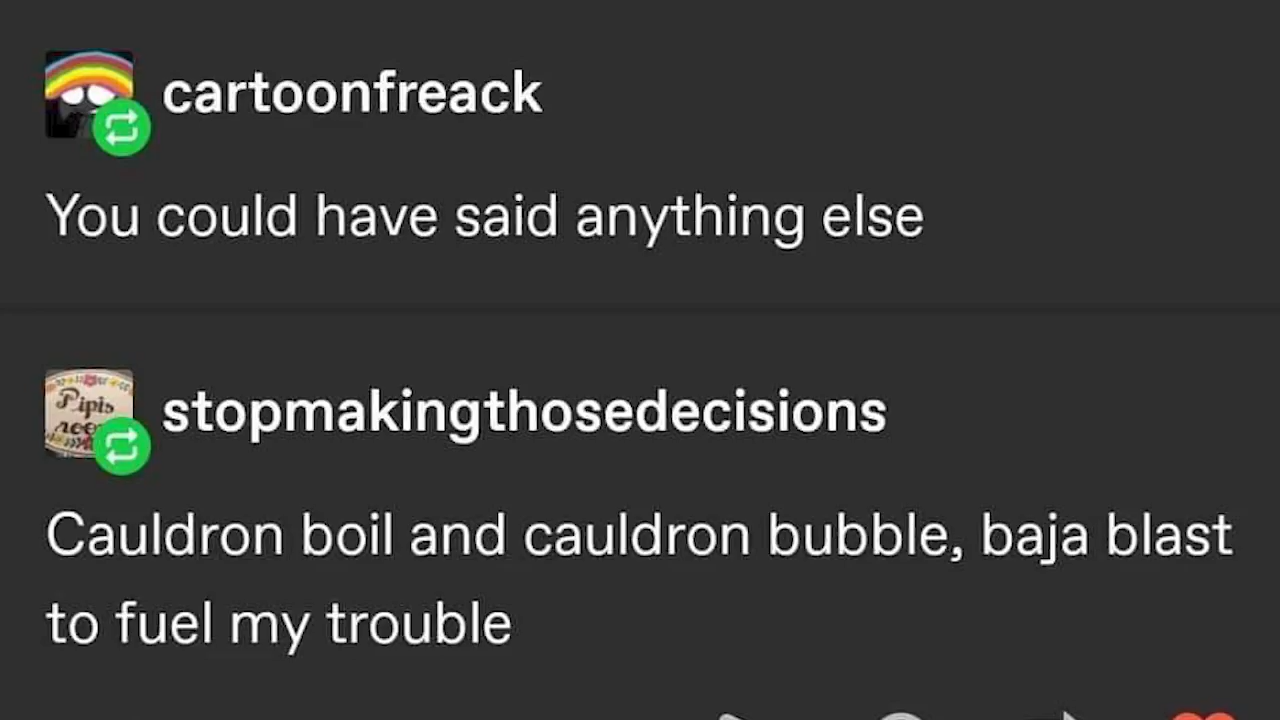 cartoonfreack
You could have said anything else
Pipis
stopmakingthosedecisions
Cauldron boil and cauldron bubble, baja blast
to fuel my trouble